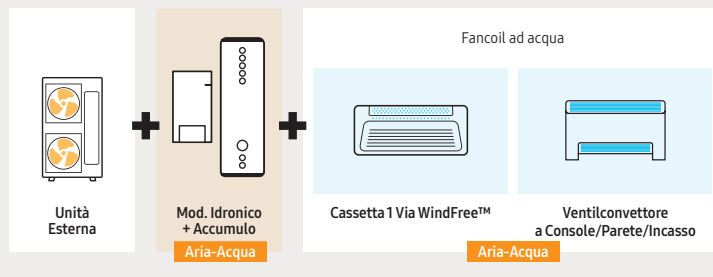 Fancoil ad acqua
Unità
Esterna
Mod. Idronico
+ Accumulo
Aria-Acqua
Cassetta 1 Via WindFree™
Ventilconvettore
a Console/Parete/Incasso
Aria-Acqua